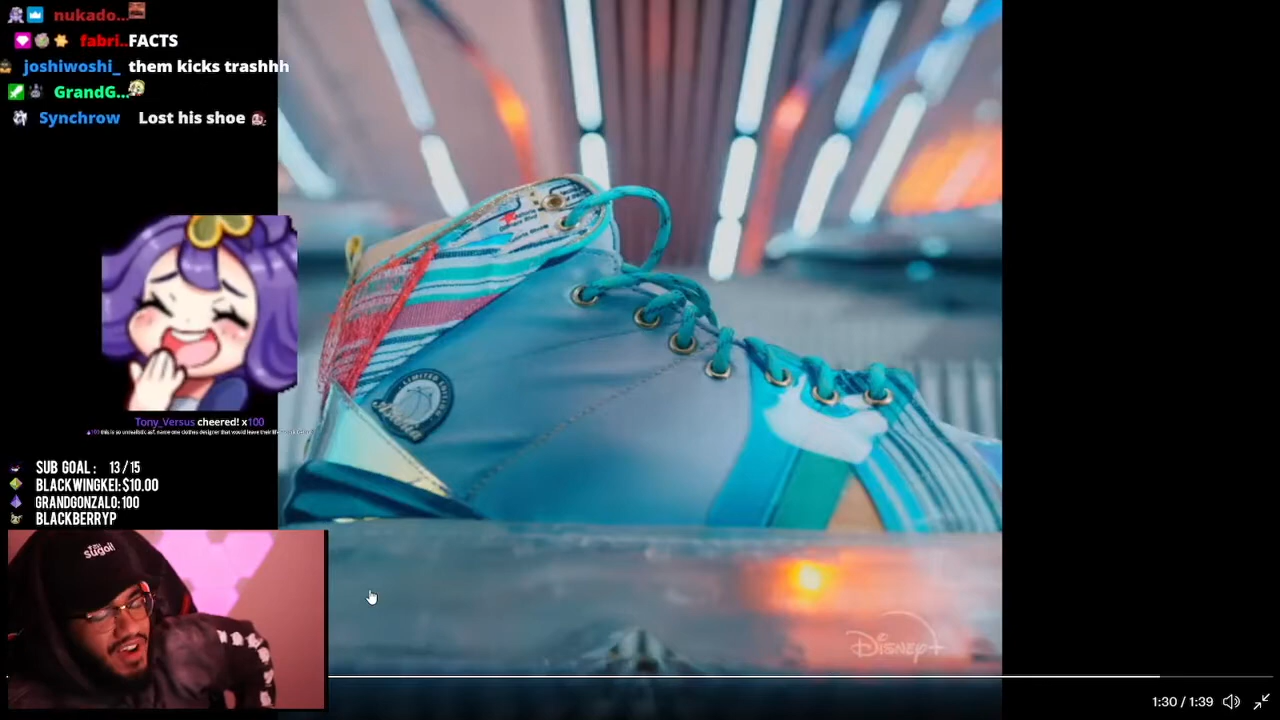 nukado...
fabri.. FACTS
joshiwoshi_ them kicks trashhh
GrandG...
Synchrow Lost his shoe
LIMITED EDITION
Tony_Versus cheered! x100
SUB GOAL : 13/15
BLACKWINGKEI:$10.00
GRANDGONZALO:100
BLACKBERRYP
sugoi!
Disney+
1:30 / 1:39